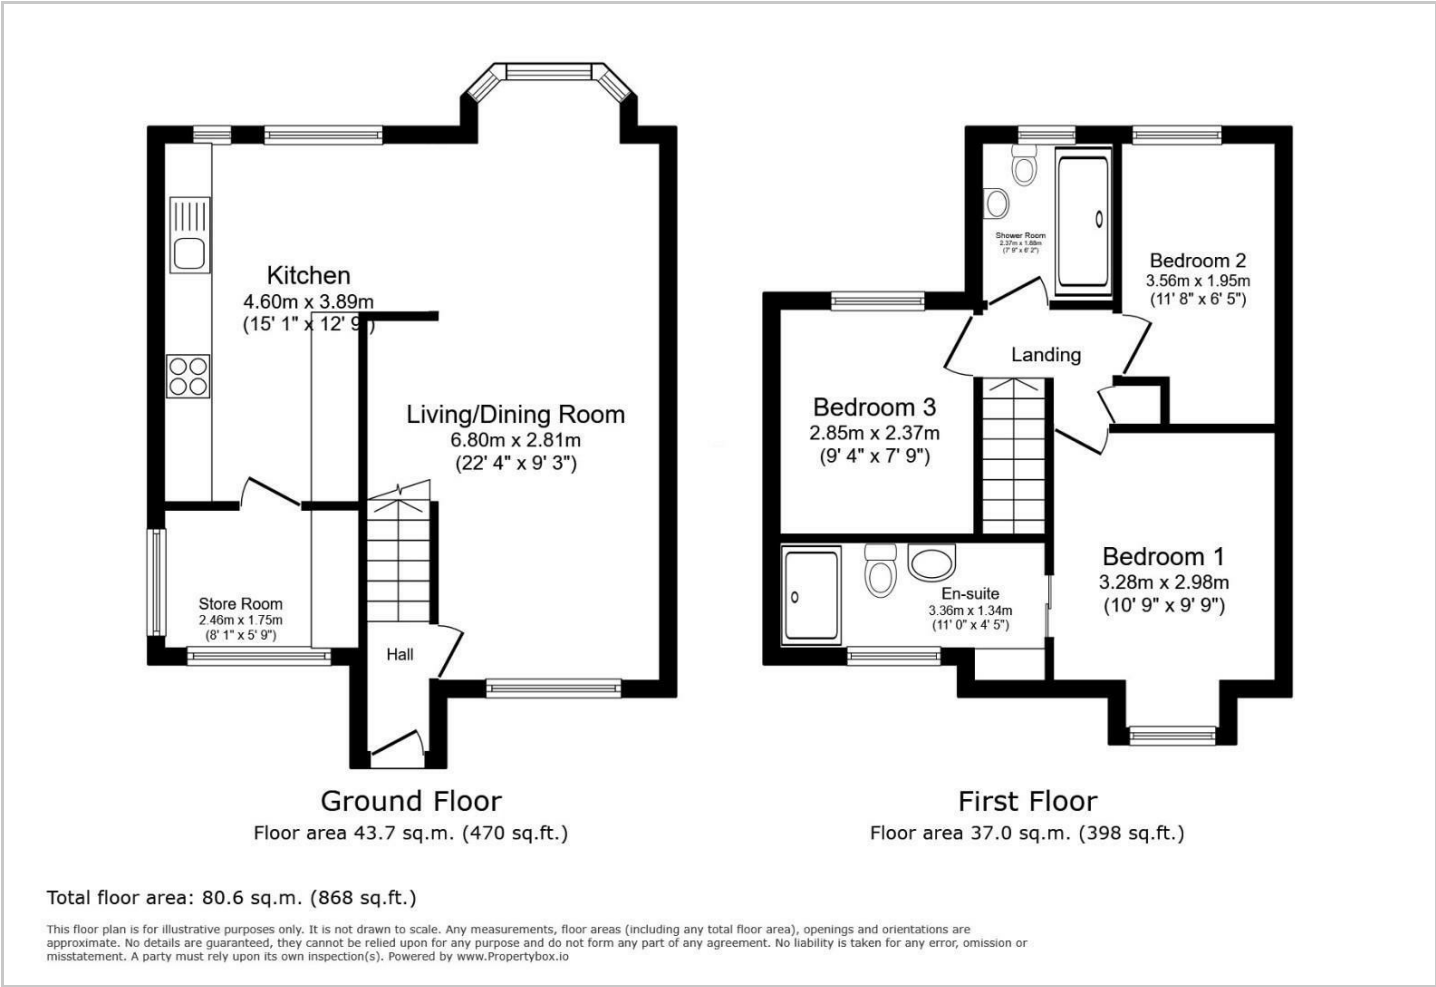 Kitchen
4.60m x 3.89m
(15' 1" x 12' 9")
Living/Dining Room
6.80m x 2.81m
(22' 4" x 9' 3")
Store Room
2.46m x 1.75m
(8' 1" x 5' 9")
Hall
Ground Floor
Floor area 43.7 sq.m. (470 sq.ft.)
Shower Room
2.37m x 1.88m
(7' 9" x 6' 2")
Bedroom 2
3.56m x 1.95m
(11' 8" x 6' 5")
Landing
Bedroom 3
2.85m x 2.37m
(9' 4" x 7' 9")
Bedroom 1
3.28m x 2.98m
(10' 9" x 9' 9")
En-suite
3.36m x 1.34m
(11' 0" x 4' 5")
First Floor
Floor area 37.0 sq.m. (398 sq.ft.)
Total floor area: 80.6 sq.m. (868 sq.ft.)
This floor plan is for illustrative purposes only. It is not drawn to scale. Any measurements, floor areas (including any total floor area), openings and orientations are
approximate. No details are guaranteed, they cannot be relied upon for any purpose and do not form any part of any agreement. No liability is taken for any error, omission or
misstatement. A party must rely upon its own inspection(s). Powered by www.Propertybox.io